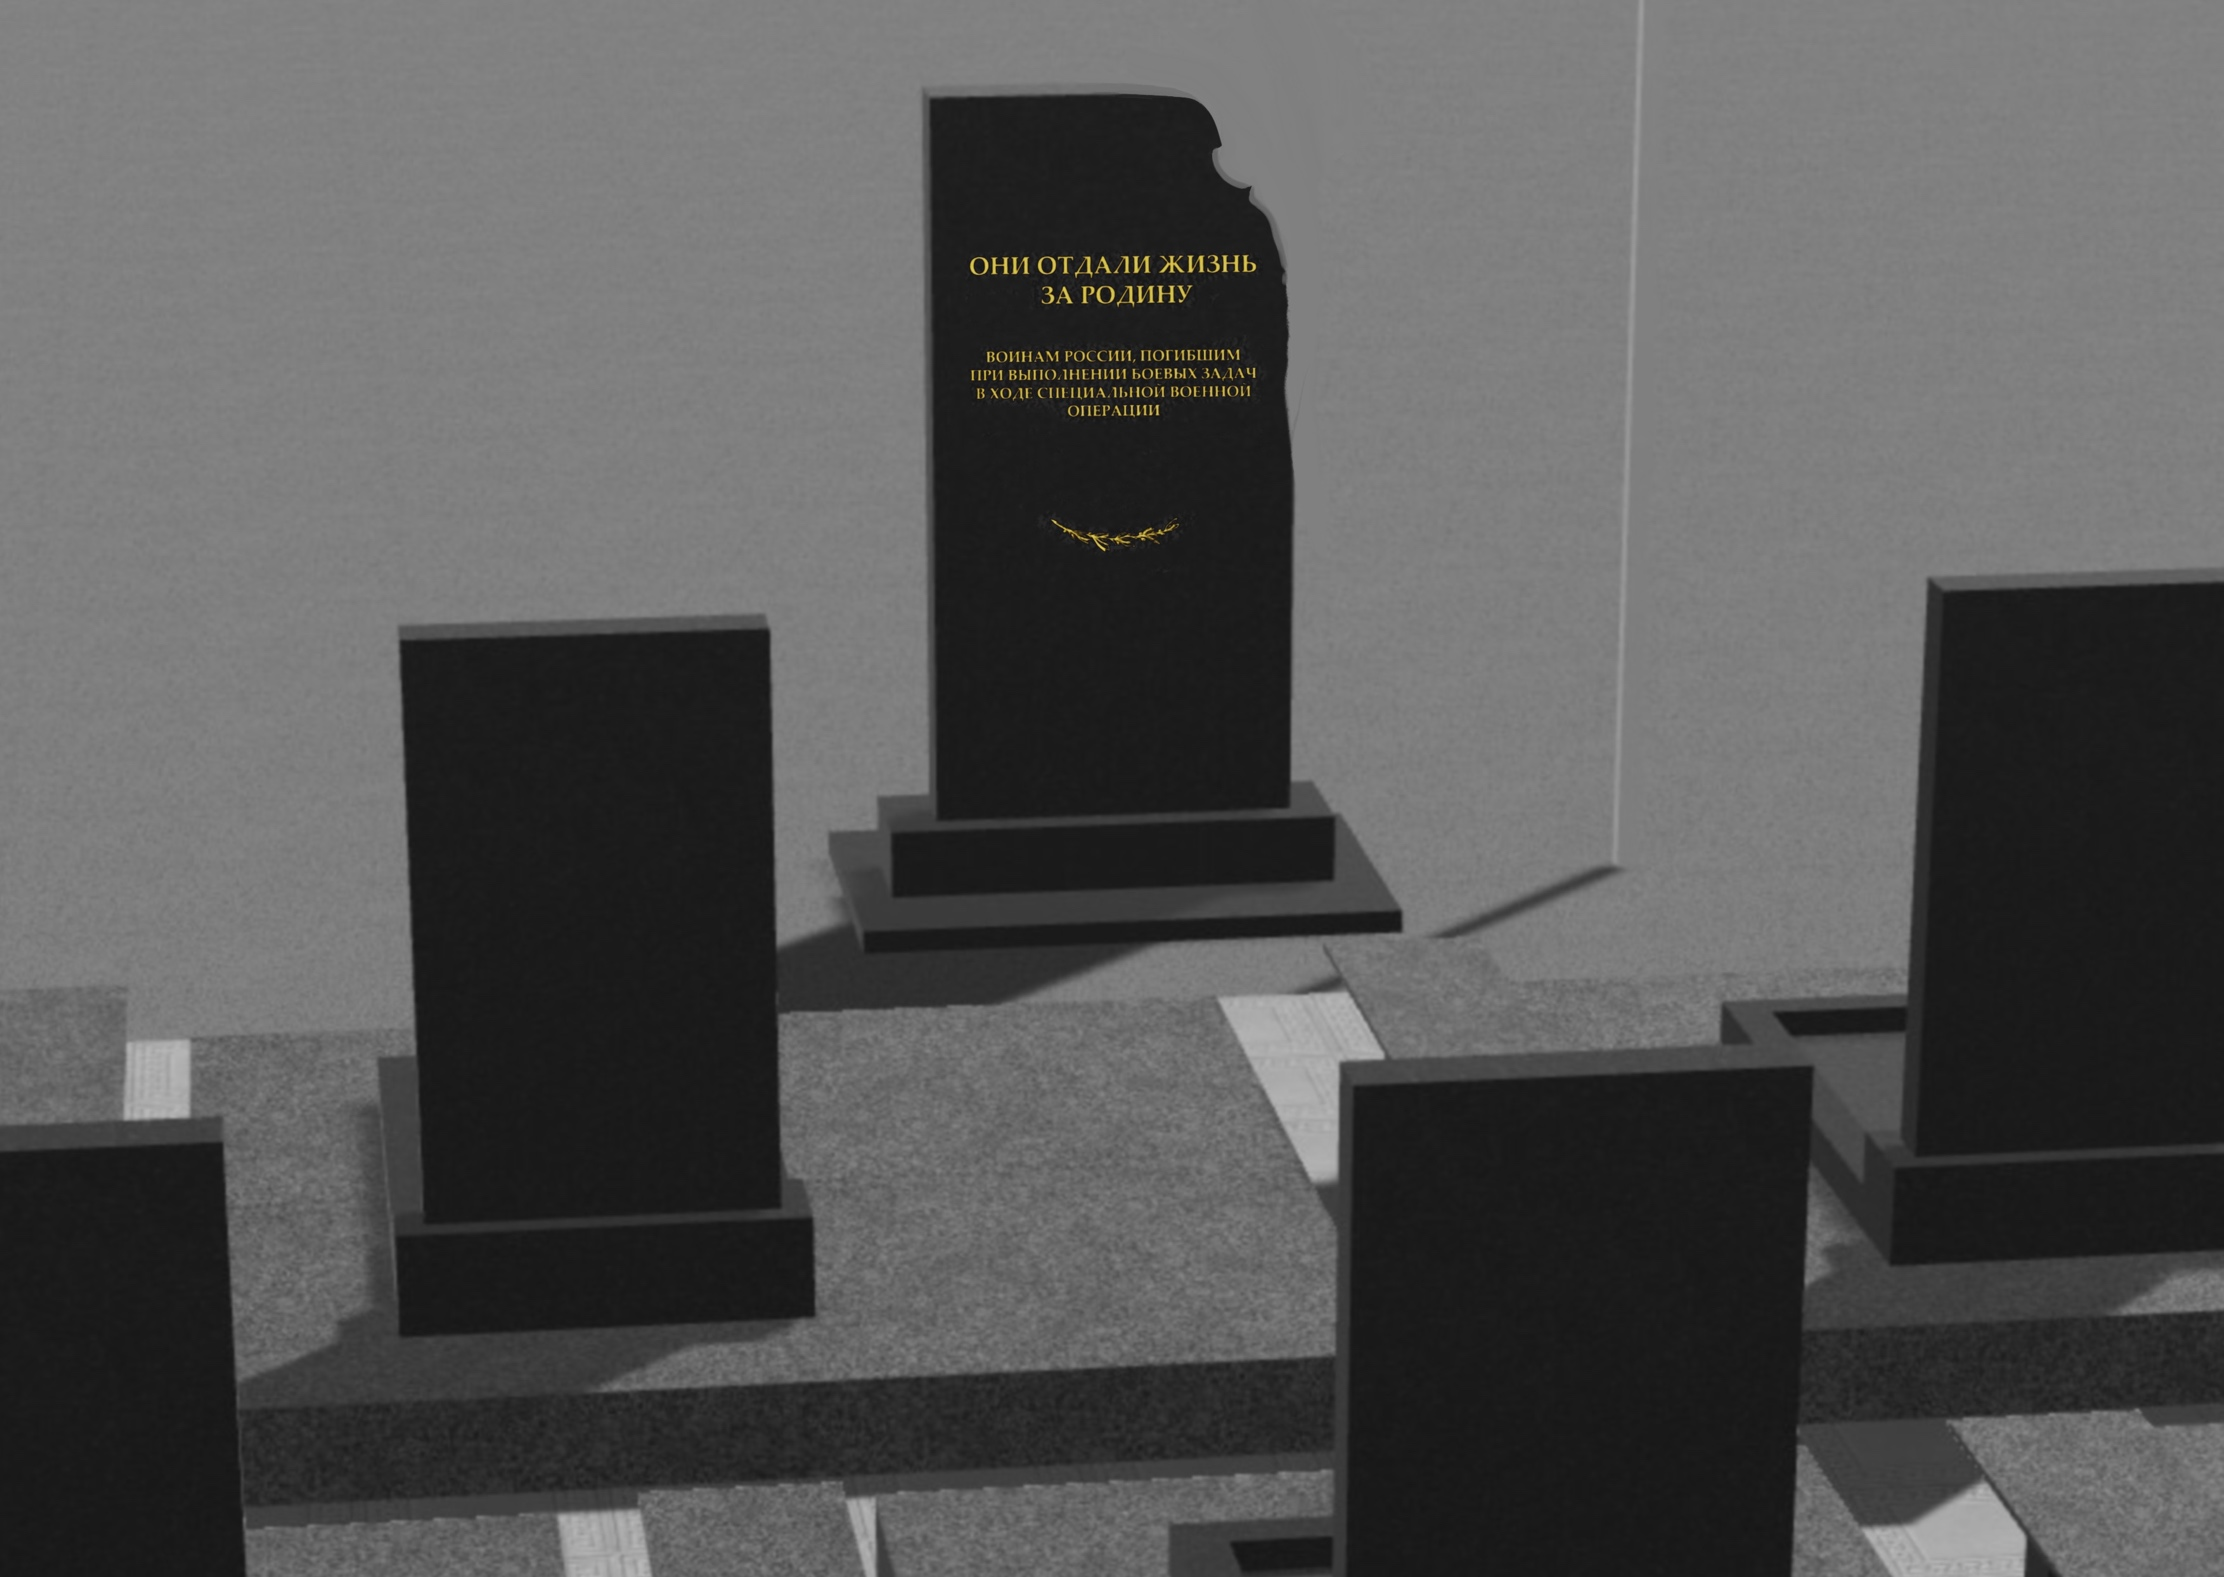 ОНИ ОТДАЛИ ЖИЗНЬ
ЗА РОДИНУ
ВОИНАМ РОССИИ, ПОГИБШИМ
ПРИ ВЫПОЛНЕНИИ БОЕВЫХ ЗАДАЧ
В ХОДЕ СПЕЦИАЛЬНОЙ ВОЕННОЙ
ОПЕРАЦИИ